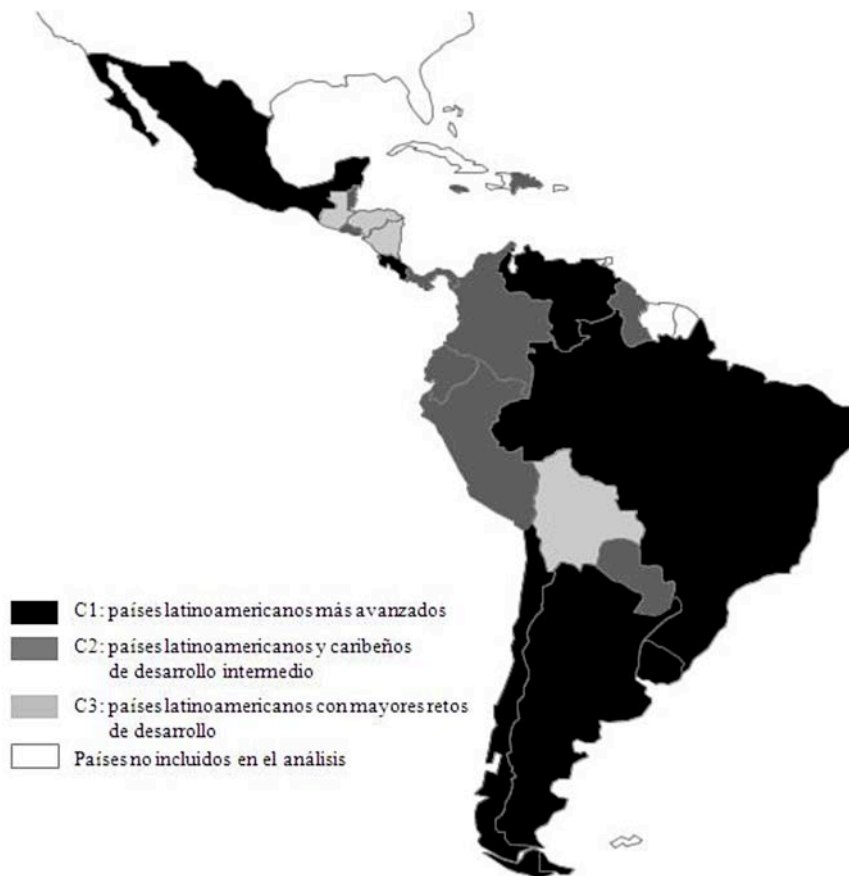 C1: países latinoamericanos más avanzados
C2: países latinoamericanos y caribeños
de desarrollo intermedio
C3: países latinoamericanos con mayores retos
de desarrollo
Países no incluidos en el análisis